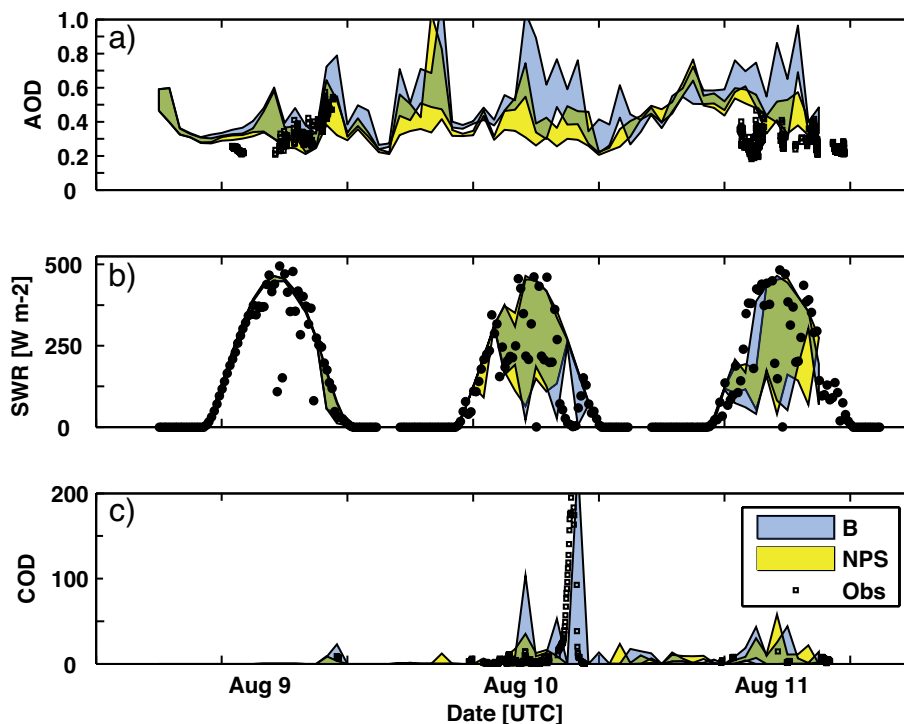 a)
1.0
0.8
0.6
0.4
0.2
0
AOD
b)
500
250
0
SWR [W m-2]
c)
200
100
0
COD
B
NPS
Obs
Aug 9 Aug 10 Aug 11
Date [UTC]